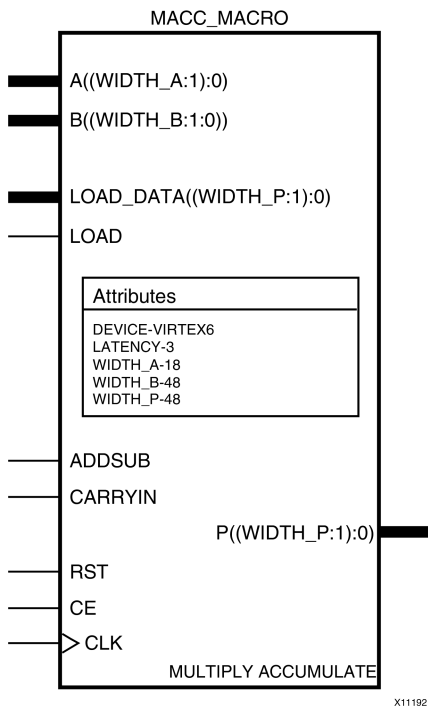 MACC_MACRO
A((WIDTH_A:1):0)
B((WIDTH_B:1:0))
LOAD_DATA((WIDTH_P:1):0)
LOAD
Attributes
DEVICE-VIRTEX6
LATENCY-3
WIDTH_A-18
WIDTH_B-48
WIDTH_P-48
ADDSUB
CARRYIN
P((WIDTH_P:1):0)
RST
CE
CLK
MULTIPLY ACCUMULATE
X11192